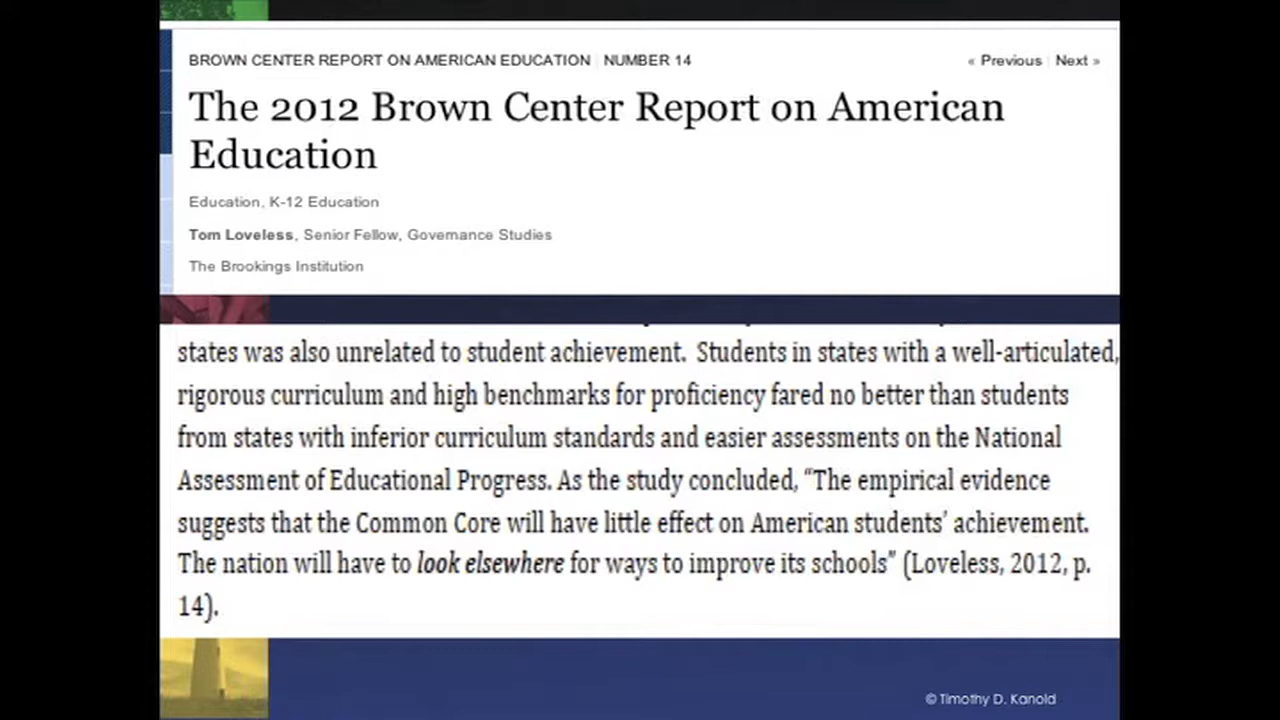 BROWN CENTER REPORT ON AMERICAN EDUCATION | NUMBER 14
« Previous | Next »
The 2012 Brown Center Report on American
Education
Education, K-12 Education
Tom Loveless, Senior Fellow, Governance Studies
The Brookings Institution
states was also unrelated to student achievement. Students in states with a well-articulated,
rigorous curriculum and high benchmarks for proficiency fared no better than students
from states with inferior curriculum standards and easier assessments on the National
Assessment of Educational Progress. As the study concluded, “The empirical evidence
suggests that the Common Core will have little effect on American students’ achievement.
The nation will have to look elsewhere for ways to improve its schools” (Loveless, 2012, p.
14).
© Timothy D. Kanold